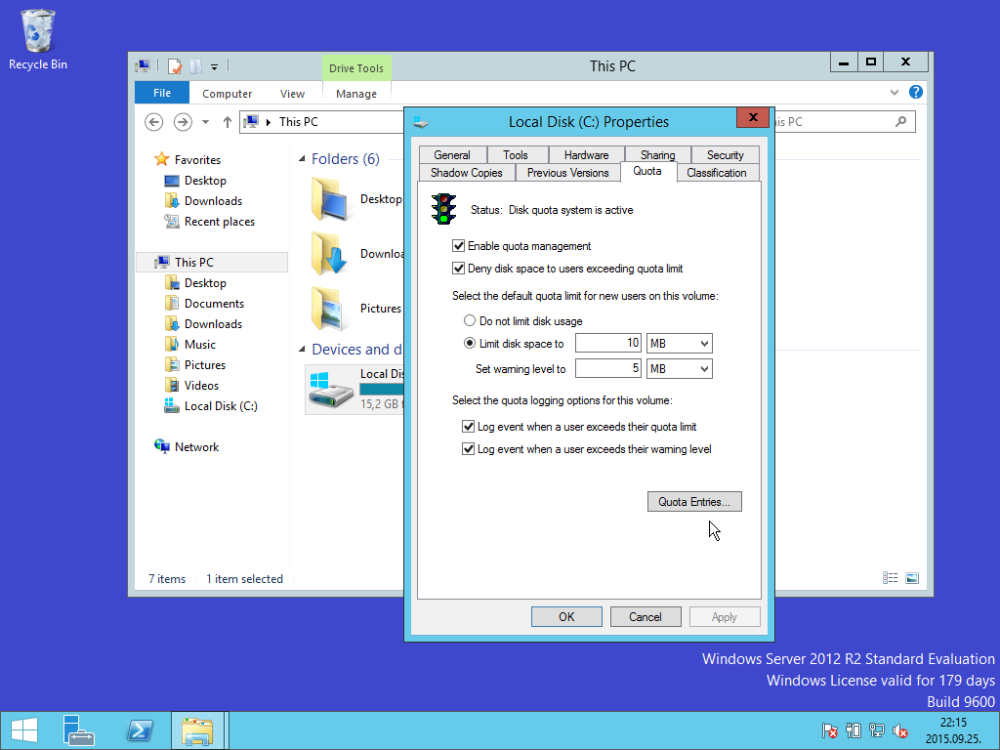 Recycle Bin
Drive Tools
This PC
File
Computer
View
Manage
This PC
is PC
Favorites
Desktop
Downloads
Recent places
This PC
Desktop
Documents
Downloads
Music
Pictures
Videos
Local Disk (C:)
Network
Folders (6)
Desktop
Downloa
Pictures
Devices and d
Local Dis
15,2 GB f
7 items
1 item selected
Local Disk (C:) Properties
General
Tools
Hardware
Sharing
Security
Shadow Copies
Previous Versions
Quota
Classification
Status: Disk quota system is active
Enable quota management
Deny disk space to users exceeding quota limit
Select the default quota limit for new users on this volume:
Do not limit disk usage
Limit disk space to 10 MB
Set warning level to 5 MB
Select the quota logging options for this volume:
Log event when a user exceeds their quota limit
Log event when a user exceeds their warning level
Quota Entries...
OK
Cancel
Apply
Windows Server 2012 R2 Standard Evaluation
Windows License valid for 179 days
Build 9600
22:15
2015.09.25.